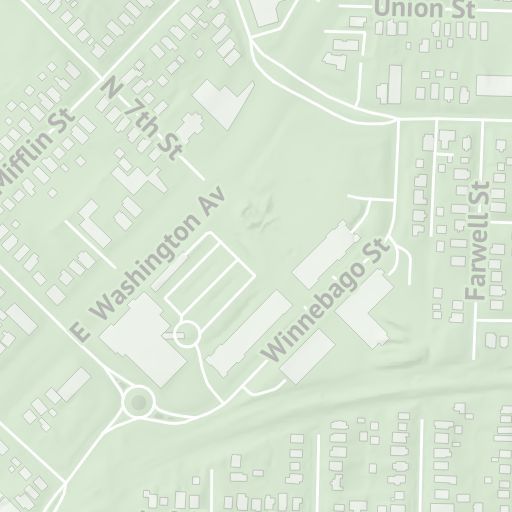 Union St
N 7th St
Mifflin St
E Washington Av
Farwell St
Winnebago St